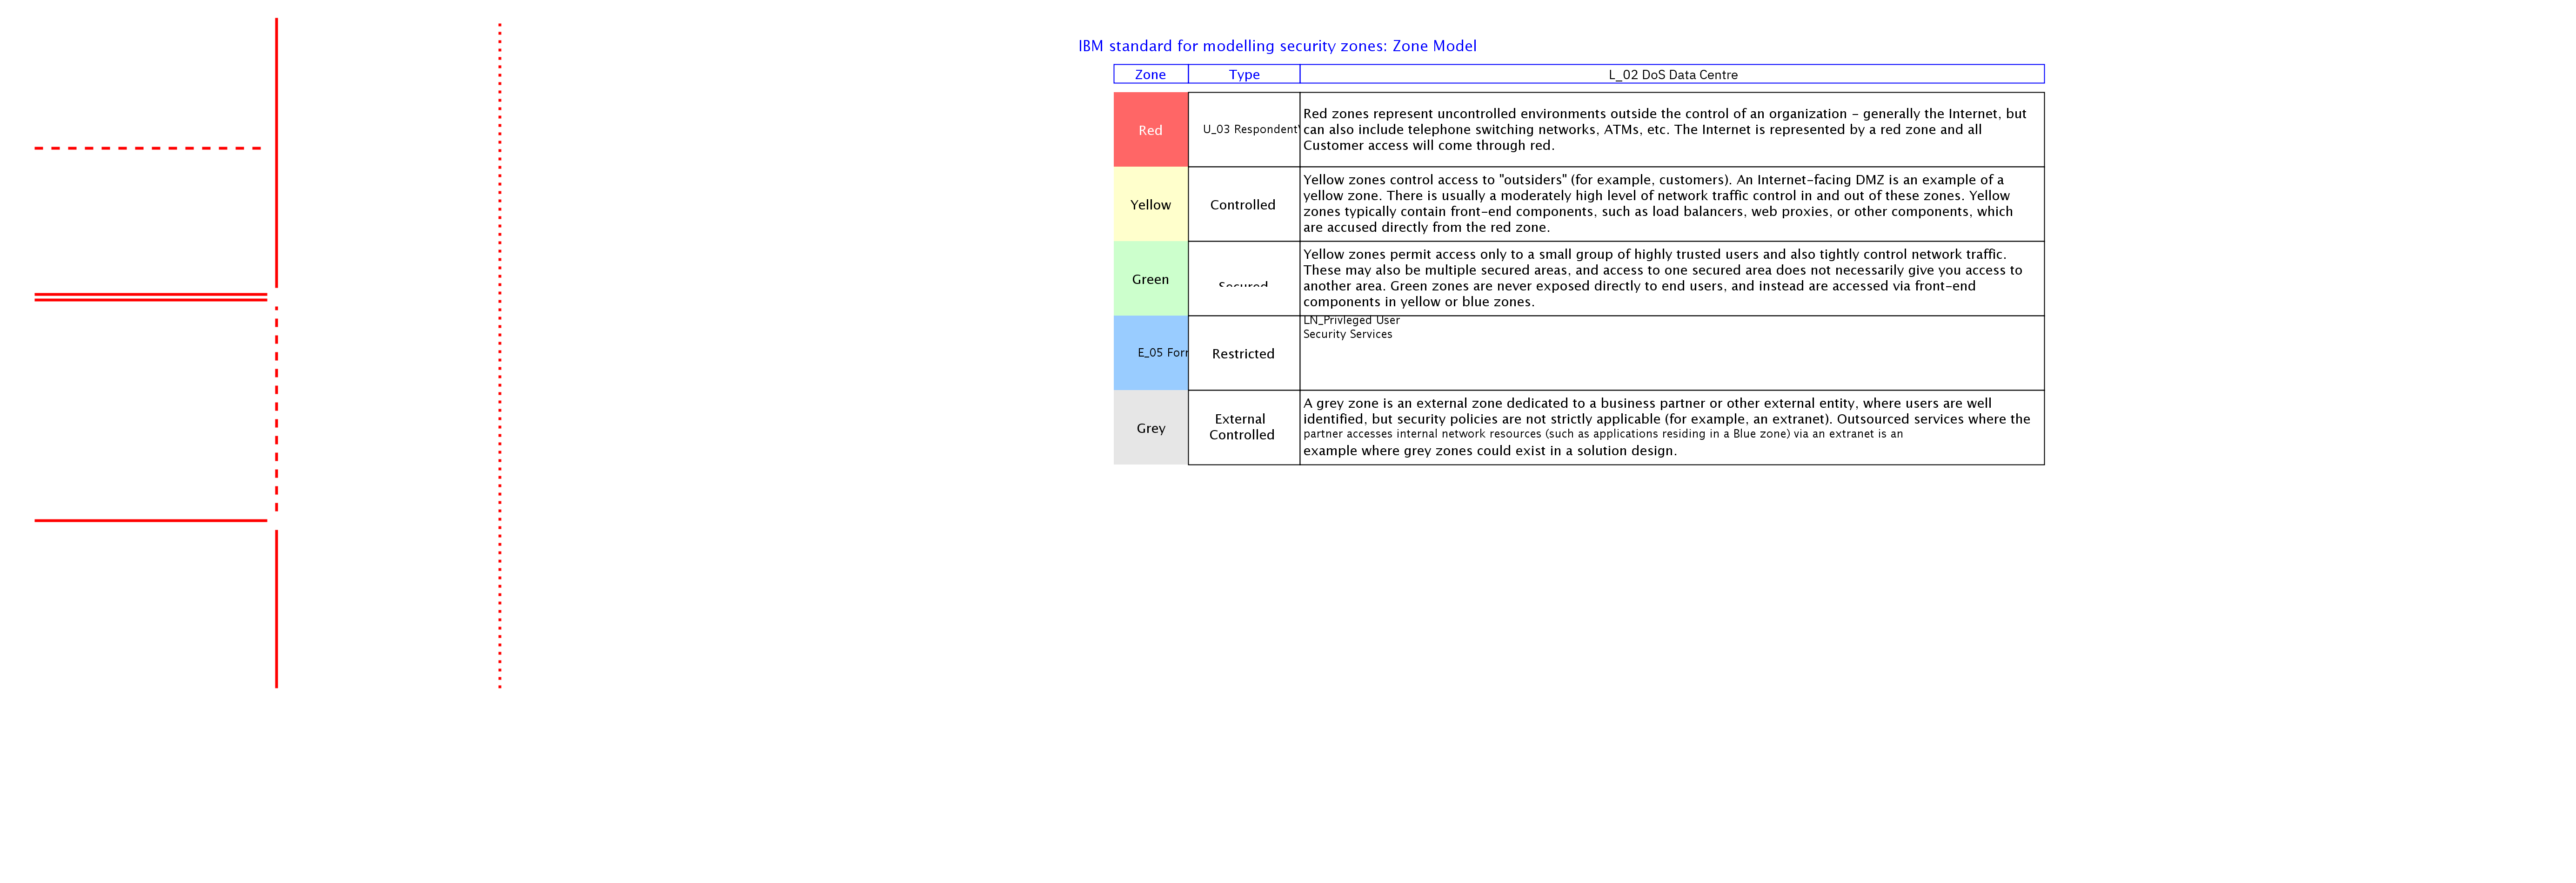 IBM standard for modelling security zones: Zone Model
Zone Type L_02 DoS Data Centre
Red
U_03 Respondent'
Red zones represent uncontrolled environments outside the control of an organization - generally the Internet, but
can also include telephone switching networks, ATMs, etc. The Internet is represented by a red zone and all
Customer access will come through red.
Yellow
Controlled
Yellow zones control access to "outsiders" (for example, customers). An Internet-facing DMZ is an example of a
yellow zone. There is usually a moderately high level of network traffic control in and out of these zones. Yellow
zones typically contain front-end components, such as load balancers, web proxies, or other components, which
are accused directly from the red zone.
Green
Secured
Yellow zones permit access only to a small group of highly trusted users and also tightly control network traffic.
These may also be multiple secured areas, and access to one secured area does not necessarily give you access to
another area. Green zones are never exposed directly to end users, and instead are accessed via front-end
components in yellow or blue zones.
E_05 Forr
Restricted
LN_Privleged User
Security Services
Grey
External
Controlled
A grey zone is an external zone dedicated to a business partner or other external entity, where users are well
identified, but security policies are not strictly applicable (for example, an extranet). Outsourced services where the
partner accesses internal network resources (such as applications residing in a Blue zone) via an extranet is an
example where grey zones could exist in a solution design.